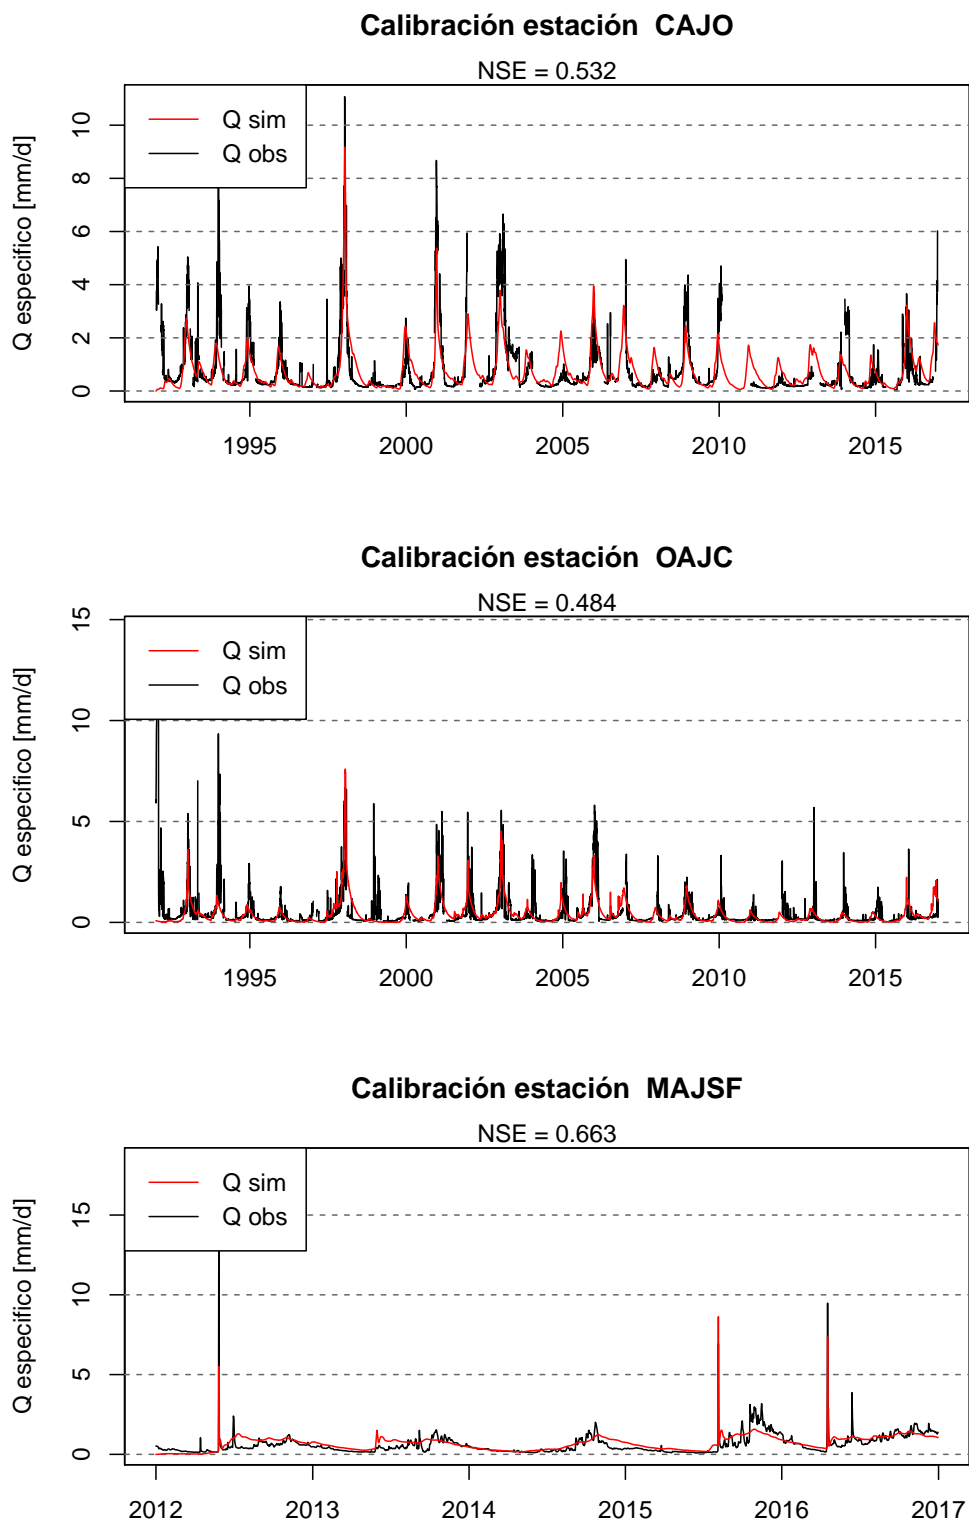 Calibración estación CAJO
NSE = 0.532
Q especifico [mm/d]
10
8
6
4
2
0
Q sim
Q obs
1995 2000 2005 2010 2015
Calibración estación OAJC
NSE = 0.484
Q especifico [mm/d]
15
10
5
0
Q sim
Q obs
1995 2000 2005 2010 2015
Calibración estación MAJSF
NSE = 0.663
Q especifico [mm/d]
15
10
5
0
Q sim
Q obs
2012 2013 2014 2015 2016 2017